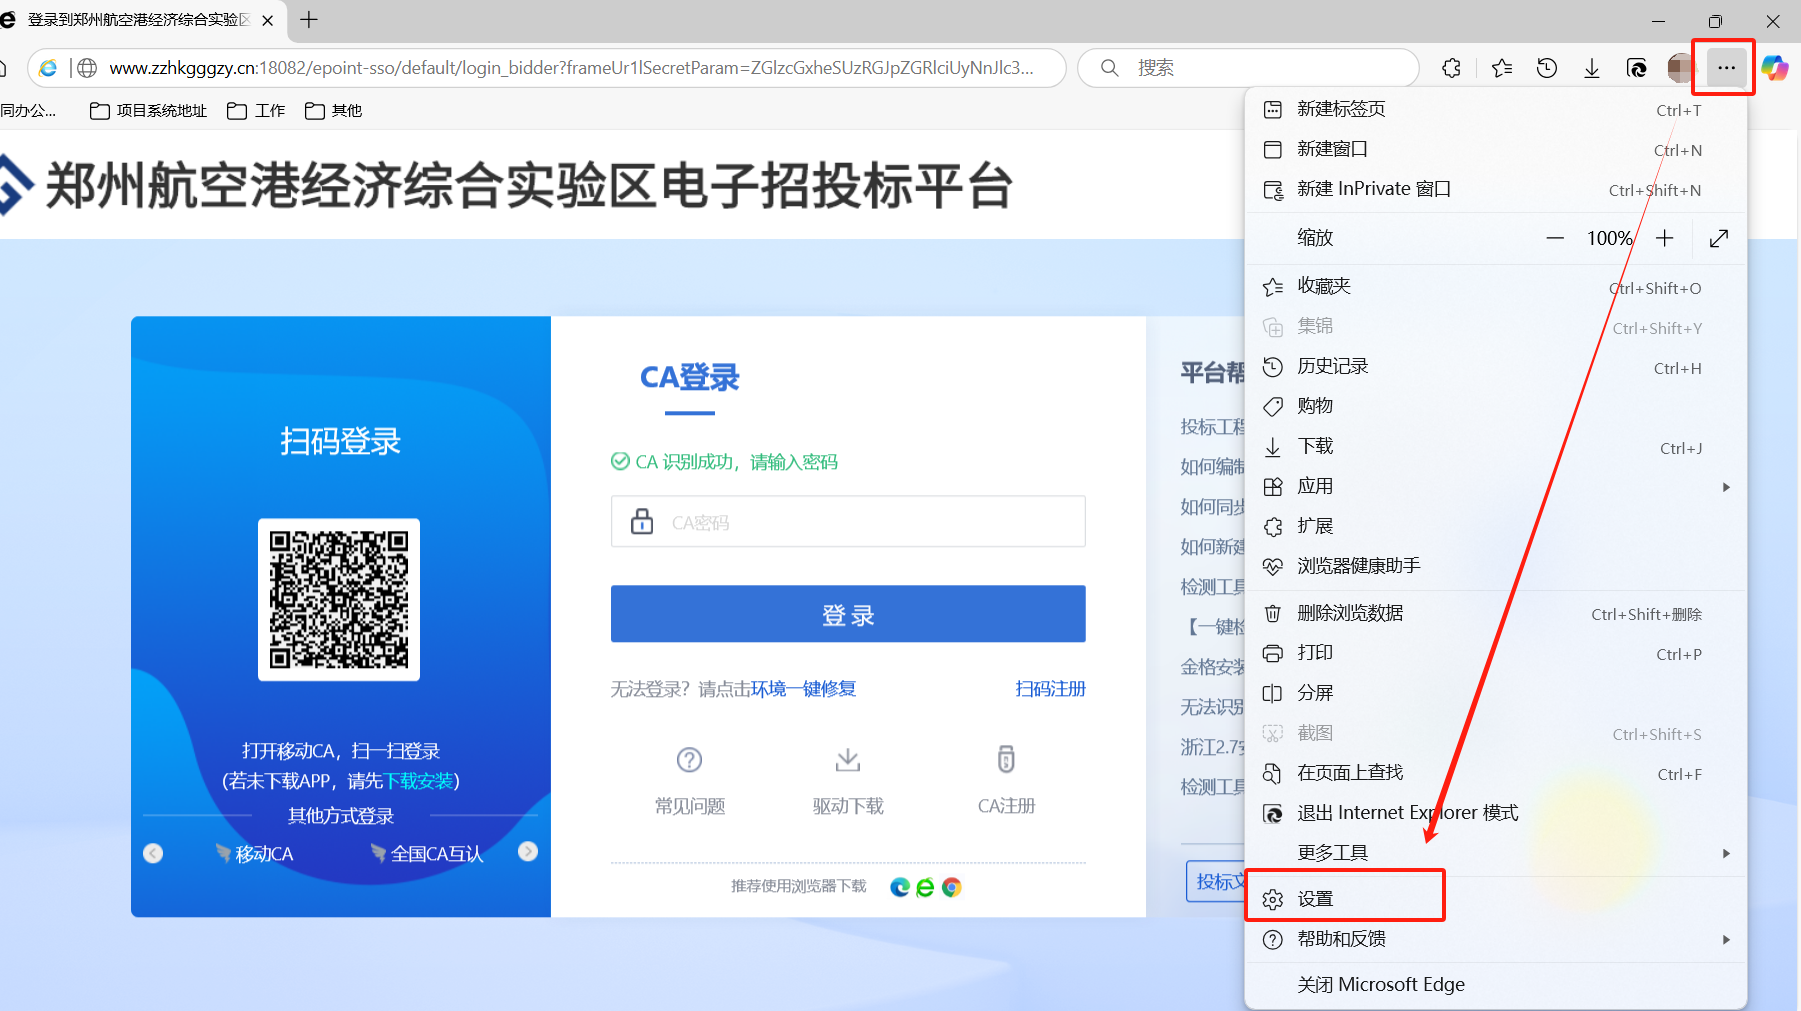 登录到郑州航空港经济综合实验区
www.zzhkgggzy.cn:18082/epoint-sso/default/login_bidder?frameUr1lSecretParam=ZGlzcGxheSUzRGJpZGRlciUyNnJlc3...
搜索
同办公...
项目系统地址
工作
其他
郑州航空港经济综合实验区电子招投标平台
扫码登录
打开移动CA，扫一扫登录
(若未下载APP，请先下载安装)
其他方式登录
移动CA
全国CA互认
CA登录
CA 识别成功，请输入密码
CA密码
登 录
无法登录？请点击环境一键修复
扫码注册
常见问题
驱动下载
CA注册
推荐使用浏览器下载
平台帮
投标工程
如何编制
如何同步
如何新建
检测工具
【一键检
金格安装
无法识别
浙江2.7安
检测工具
投标文
新建标签页 Ctrl+T
新建窗口 Ctrl+N
新建 InPrivate 窗口 Ctrl+Shift+N
缩放 100%
收藏夹 Ctrl+Shift+O
集锦 Ctrl+Shift+Y
历史记录 Ctrl+H
购物
下载 Ctrl+J
应用
扩展
浏览器健康助手
删除浏览数据 Ctrl+Shift+删除
打印 Ctrl+P
分屏
截图 Ctrl+Shift+S
在页面上查找 Ctrl+F
退出 Internet Explorer 模式
更多工具
设置
帮助和反馈
关闭 Microsoft Edge